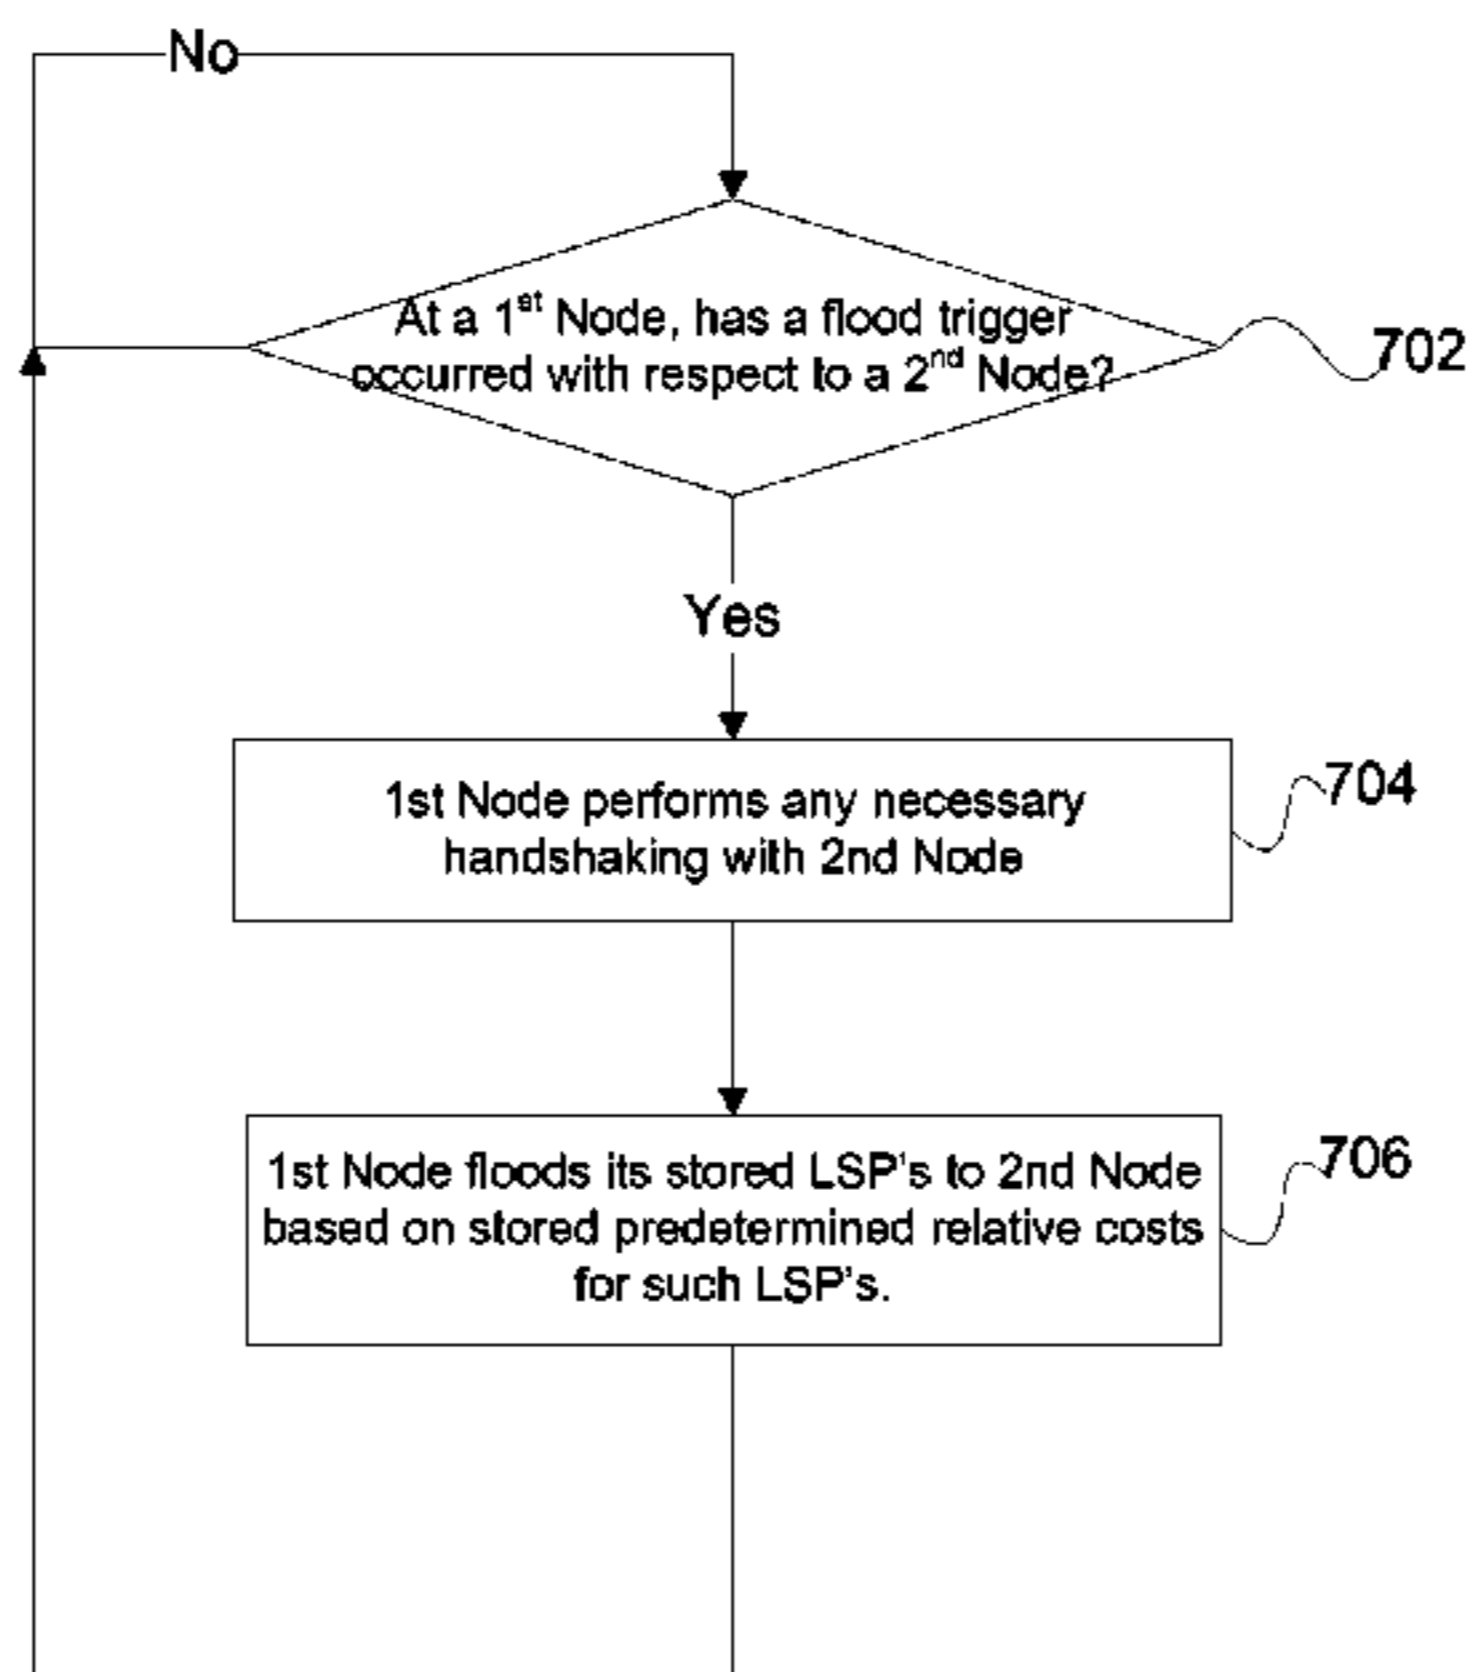 No
At a 1st Node, has a flood trigger
occurred with respect to a 2nd Node?
702
Yes
1st Node performs any necessary
handshaking with 2nd Node
704
1st Node floods its stored LSP's to 2nd Node
based on stored predetermined relative costs
for such LSP's.
706